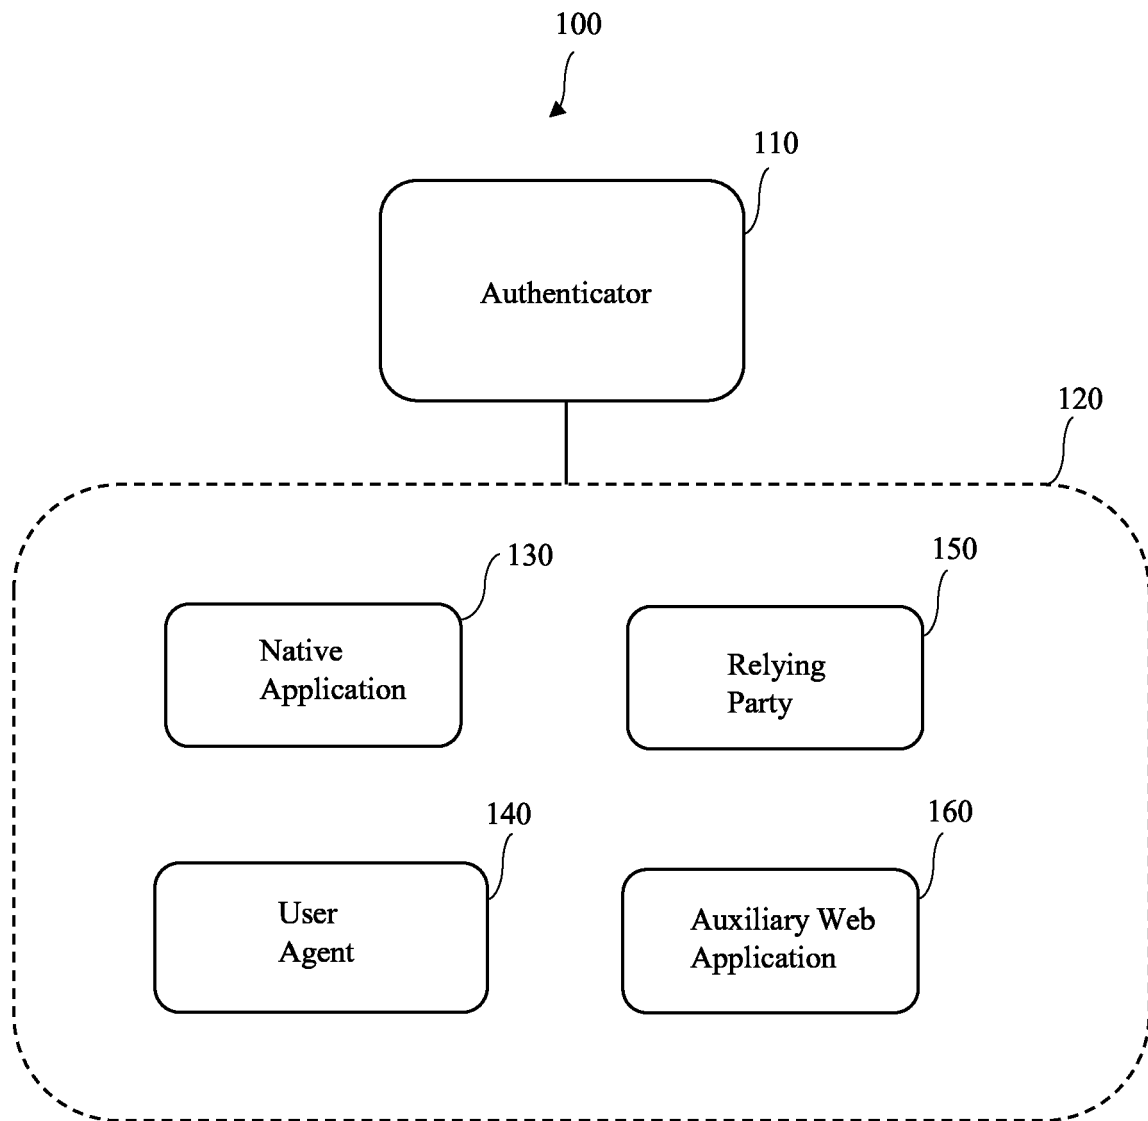 100
110
Authenticator
120
130
150
Native
Application
Relying
Party
140
160
User
Agent
Auxiliary Web
Application